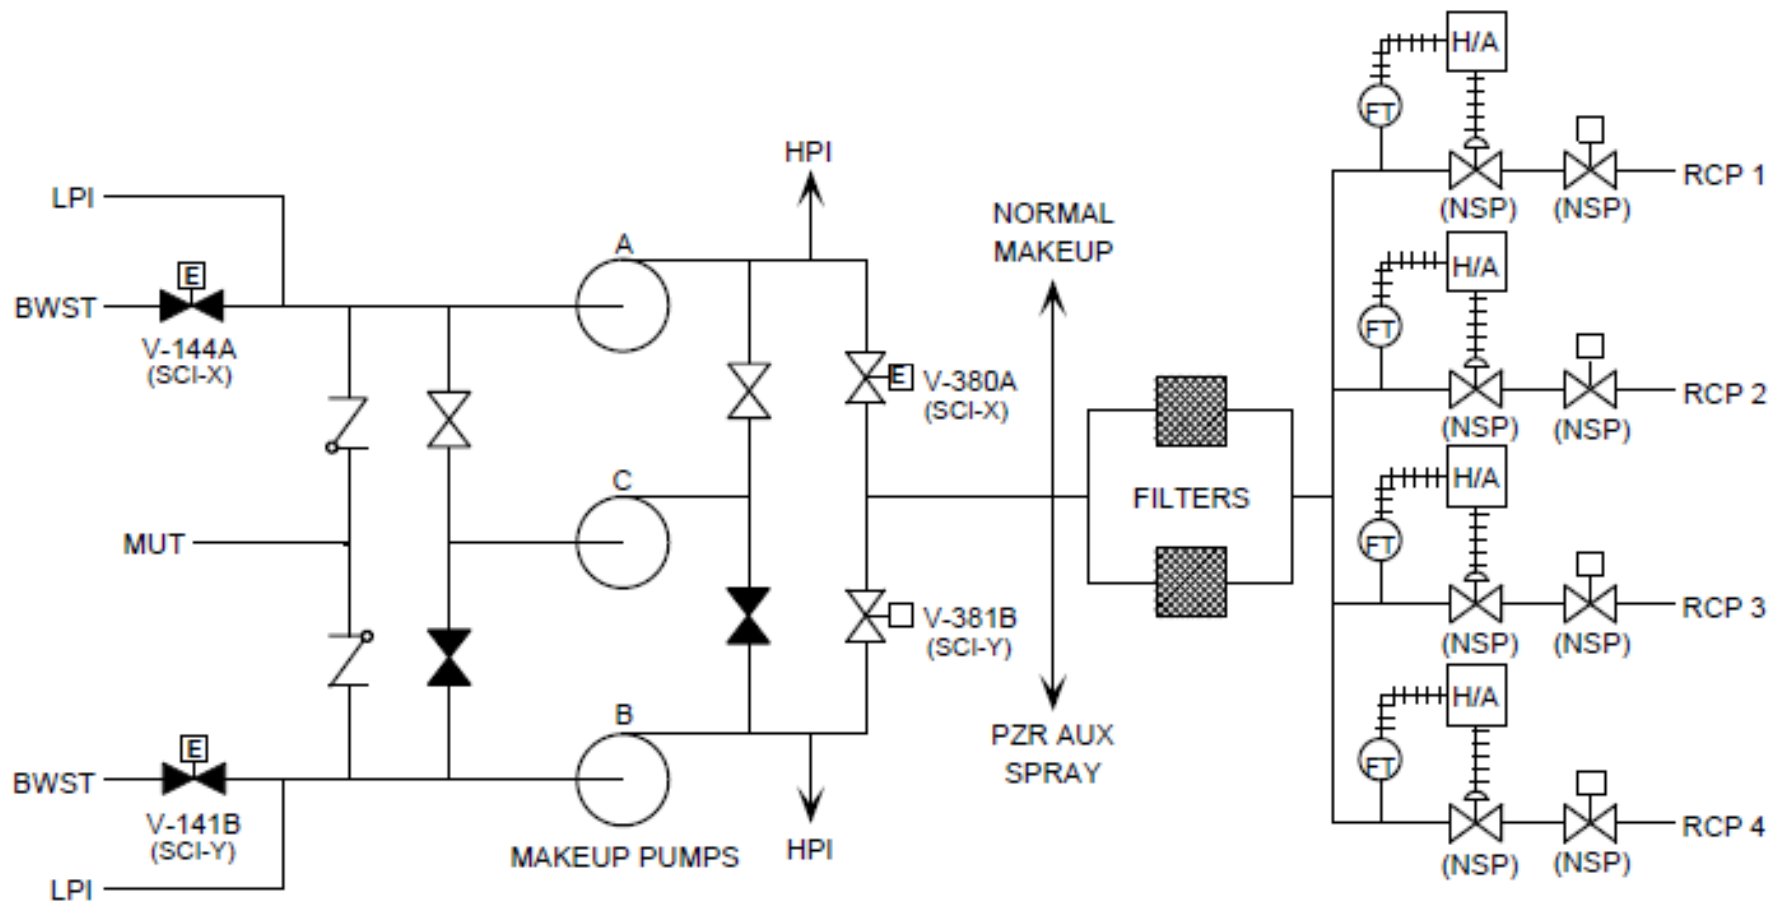 H/A
FT
RCP 1
(NSP)
(NSP)
HPI
LPI
A
NORMAL
MAKEUP
H/A
FT
E
BWST
V-144A
(SCI-X)
E
V-380A
(SCI-X)
RCP 2
(NSP)
(NSP)
C
FILTERS
H/A
FT
MUT
V-381B
(SCI-Y)
RCP 3
(NSP)
(NSP)
B
PZR AUX
SPRAY
H/A
FT
E
BWST
V-141B
(SCI-Y)
MAKEUP PUMPS
HPI
RCP 4
(NSP)
(NSP)
LPI